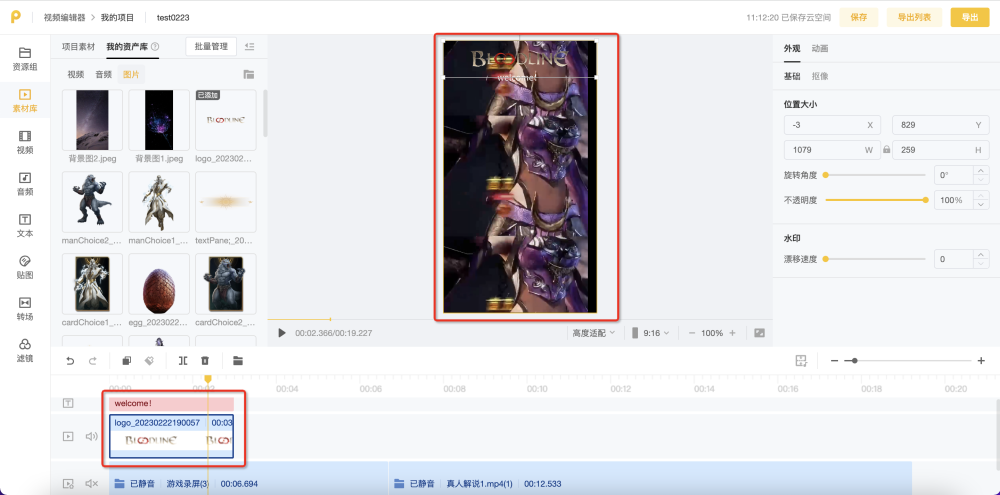 视频编辑器 > 我的项目 test0223
11:12:20 已保存云空间 保存 导出列表 导出
资源组
素材库
视频
音频
文本
贴图
转场
滤镜
项目素材 我的资产库 批量管理
视频 音频 图片
已添加
BLOODLINE
背景图2.jpeg 背景图1.jpeg logo_202302...
manChoice2_... manChoice1_... textPane;_20...
cardChoice1_... egg_2023022... cardChoice2_...
BLOODLINE
welcome!
00:02.366/00:19.227 高度适配 9:16 100%
外观 动画
基础 抠像
位置大小
-3 X 829 Y
1079 W 259 H
旋转角度 0°
不透明度 100%
水印
漂移速度 0
00:00 00:02 00:04 00:06 00:08 00:10 00:12 00:14 00:16 00:18 00:20
welcome!
logo_20230222190057 00:03
BLOODLINE BLO
已静音 游戏录屏(3) 00:06.694 已静音 真人解说1.mp4(1) 00:12.533